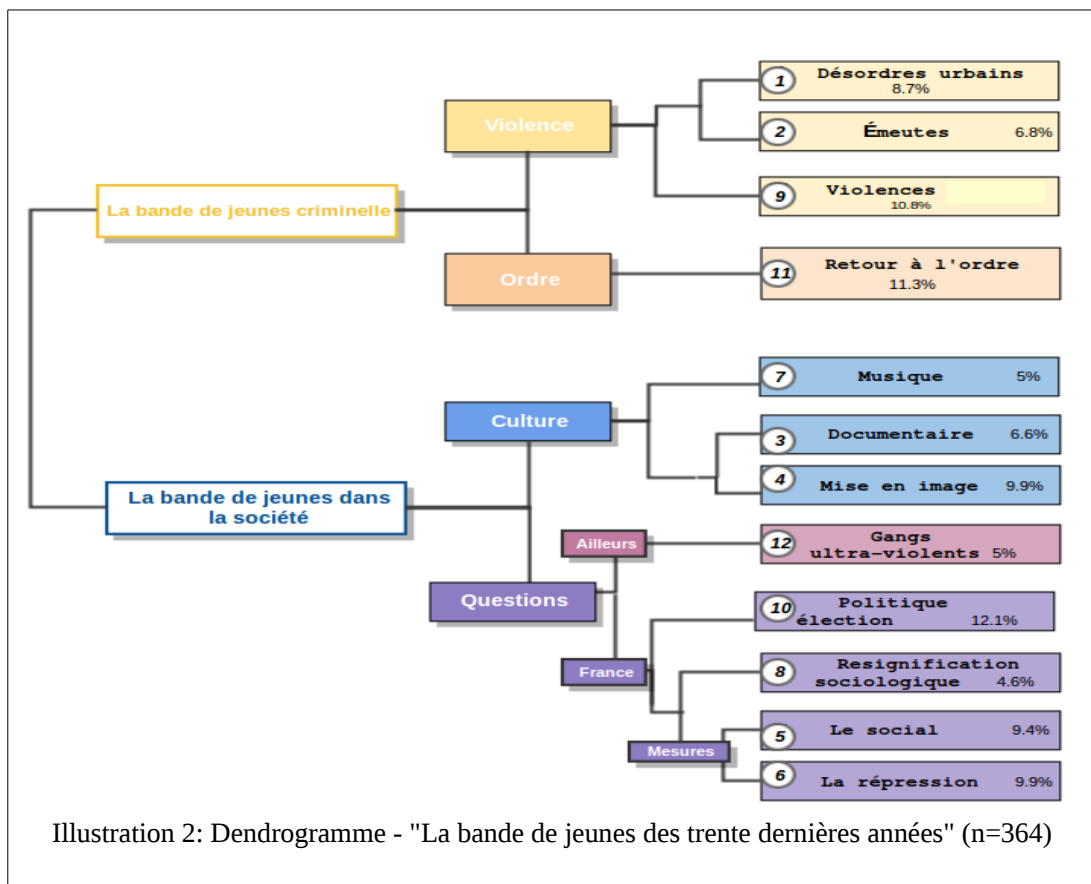 1
Désordres urbains
8.7%
Violence
2
Émeutes 6.8%
La bande de jeunes criminelle
9
Violences
10.8%
Ordre
11
Retour à l'ordre
11.3%
7
Musique 5%
Culture
3
Documentaire 6.6%
4
Mise en image 9.9%
La bande de jeunes dans
la société
Ailleurs
12
Gangs
ultra-violents 5%
Questions
10
Politique
élection 12.1%
France
8
Resignification
sociologique 4.6%
5
Le social 9.4%
Mesures
6
La répression 9.9%
Illustration 2: Dendrogramme - "La bande de jeunes des trente dernières années" (n=364)